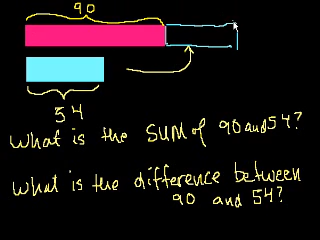 90
54
What is the SUM of 90 and 54?
What is the difference between
90 and 54?